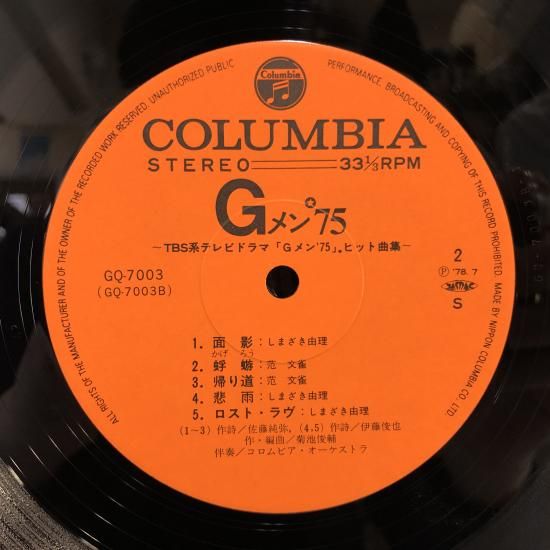 ALL RIGHTS OF THE MANUFACTURER AND OF THE OWNER OF THE RECORDED WORK RESERVED. UNAUTHORIZED PUBLIC PERFORMANCE, BROADCASTING AND COPYING OF THIS RECORD PROHIBITED. MADE BY NIPPON COLUMBIA CO., LTD.
Columbia
COLUMBIA
STEREO 33 1/3 RPM
Gメン'75
〜TBS系テレビドラマ「Gメン'75」ヒット曲集〜
GQ-7003
(GQ-7003B)
2
Ⓟ '78.7
S
1. 面影:しまざき由理
かげろう
2. 蜉蝣:范文雀
3. 帰り道:范文雀
4. 悲雨:しまざき由理
5. ロスト・ラヴ:しまざき由理
(1〜3)作詩/佐藤純弥,(4,5)作詩/伊藤俊也
作・編曲/菊池俊輔
伴奏/コロムビア・オーケストラ